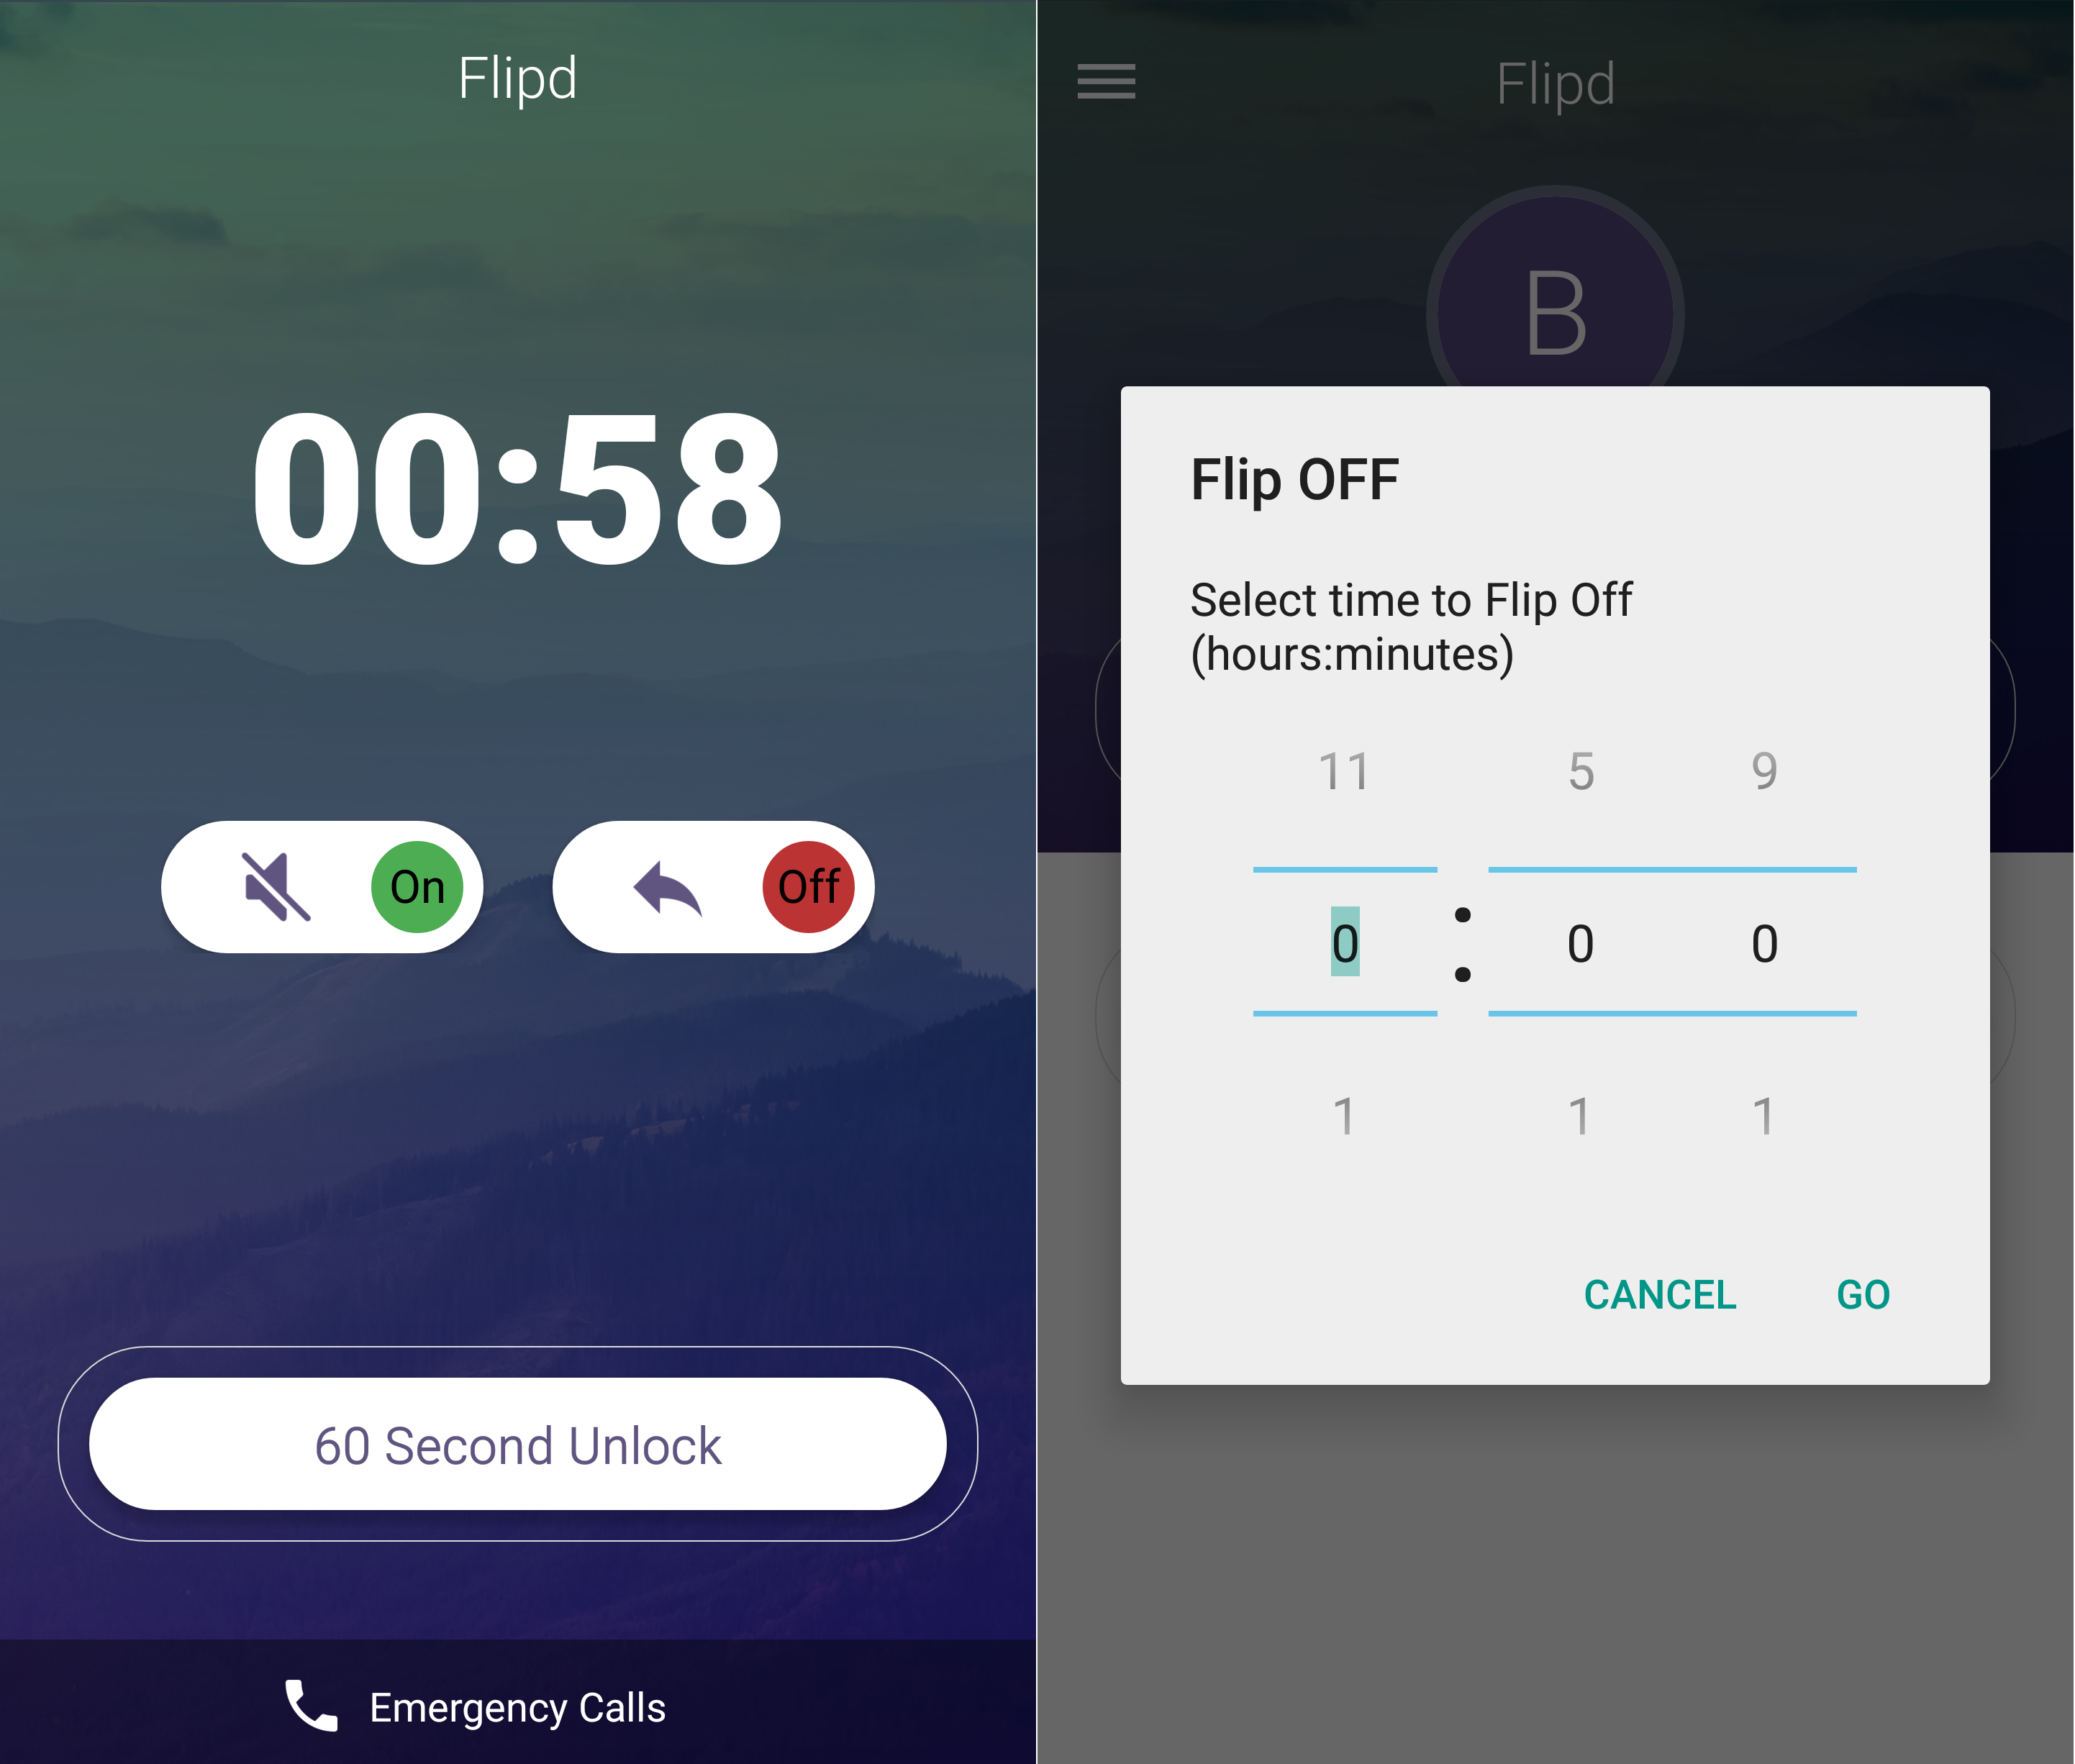 Flipd
00:58
On
Off
60 Second Unlock
Emergency Calls
Flipd
B
Flip OFF
Select time to Flip Off
(hours:minutes)
11 5 9
0 : 0 0
1 1 1
CANCEL GO